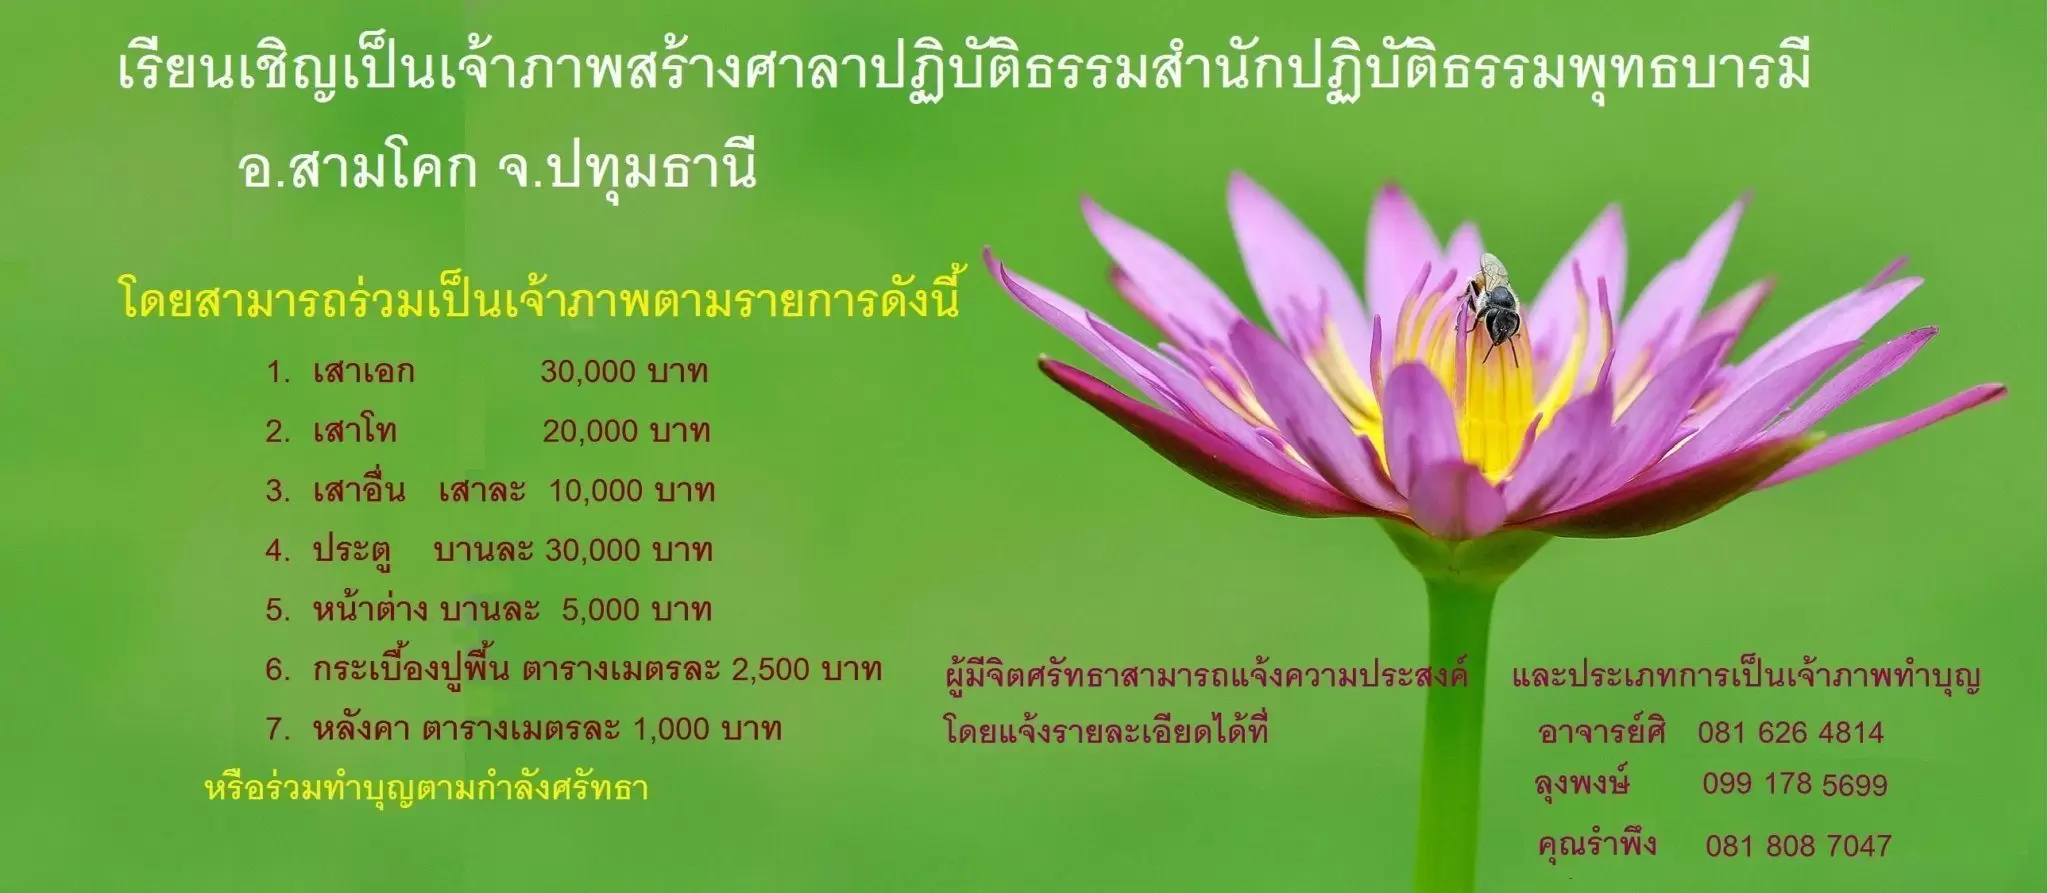 เรียนเชิญเป็นเจ้าภาพสร้างศาลาปฏิบัติธรรมสำนักปฏิบัติธรรมพุทธบารมี
อ.สามโคก จ.ปทุมธานี
โดยสามารถร่วมเป็นเจ้าภาพตามรายการดังนี้
1. เสาเอก 30,000 บาท
2. เสาโท 20,000 บาท
3. เสาอื่น เสาละ 10,000 บาท
4. ประตู บานละ 30,000 บาท
5. หน้าต่าง บานละ 5,000 บาท
6. กระเบื้องปูพื้น ตารางเมตรละ 2,500 บาท
7. หลังคา ตารางเมตรละ 1,000 บาท
หรือร่วมทำบุญตามกำลังศรัทธา
ผู้มีจิตศรัทธาสามารถแจ้งความประสงค์ และประเภทการเป็นเจ้าภาพทำบุญ
โดยแจ้งรายละเอียดได้ที่ อาจารย์ศิ 081 626 4814
ลุงพงษ์ 099 178 5699
คุณรำพึง 081 808 7047